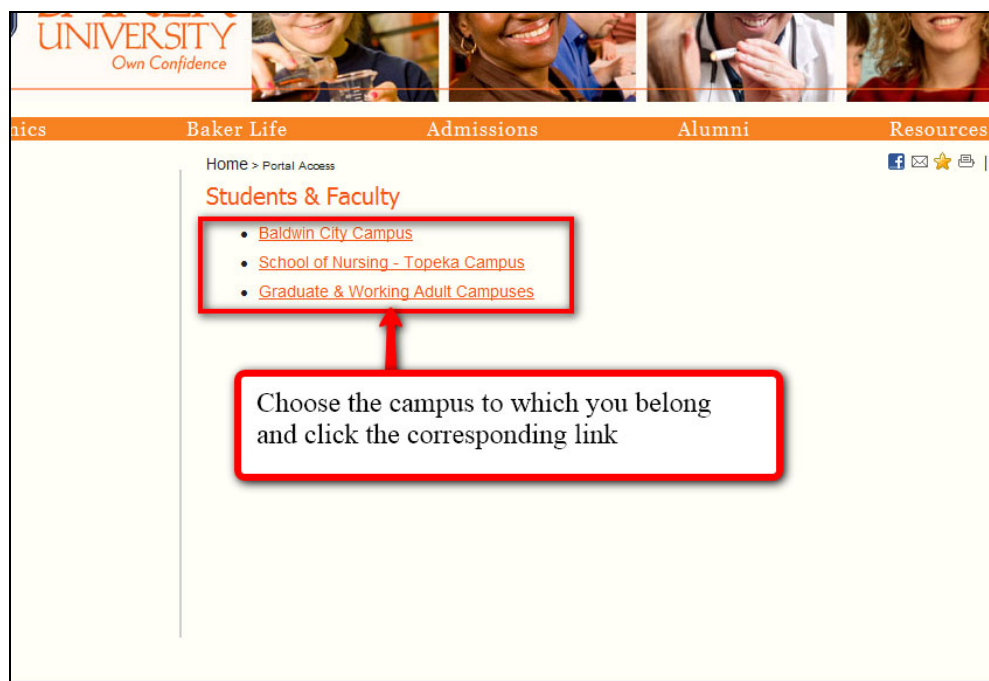 UNIVERSITY
Own Confidence
Baker Life Admissions Alumni Resources
Home > Portal Access
Students & Faculty
• Baldwin City Campus
• School of Nursing - Topeka Campus
• Graduate & Working Adult Campuses
Choose the campus to which you belong
and click the corresponding link